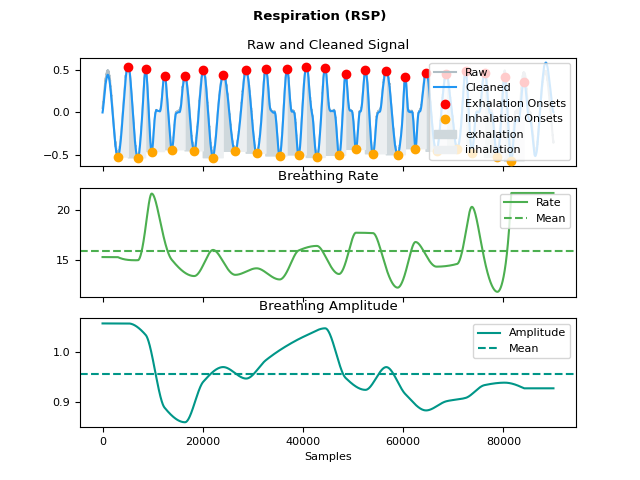 Respiration (RSP)
Raw and Cleaned Signal
0.5
0.0
−0.5
Raw
Cleaned
Exhalation Onsets
Inhalation Onsets
exhalation
inhalation
Breathing Rate
20
15
Rate
Mean
Breathing Amplitude
1.0
0.9
Amplitude
Mean
0 20000 40000 60000 80000
Samples